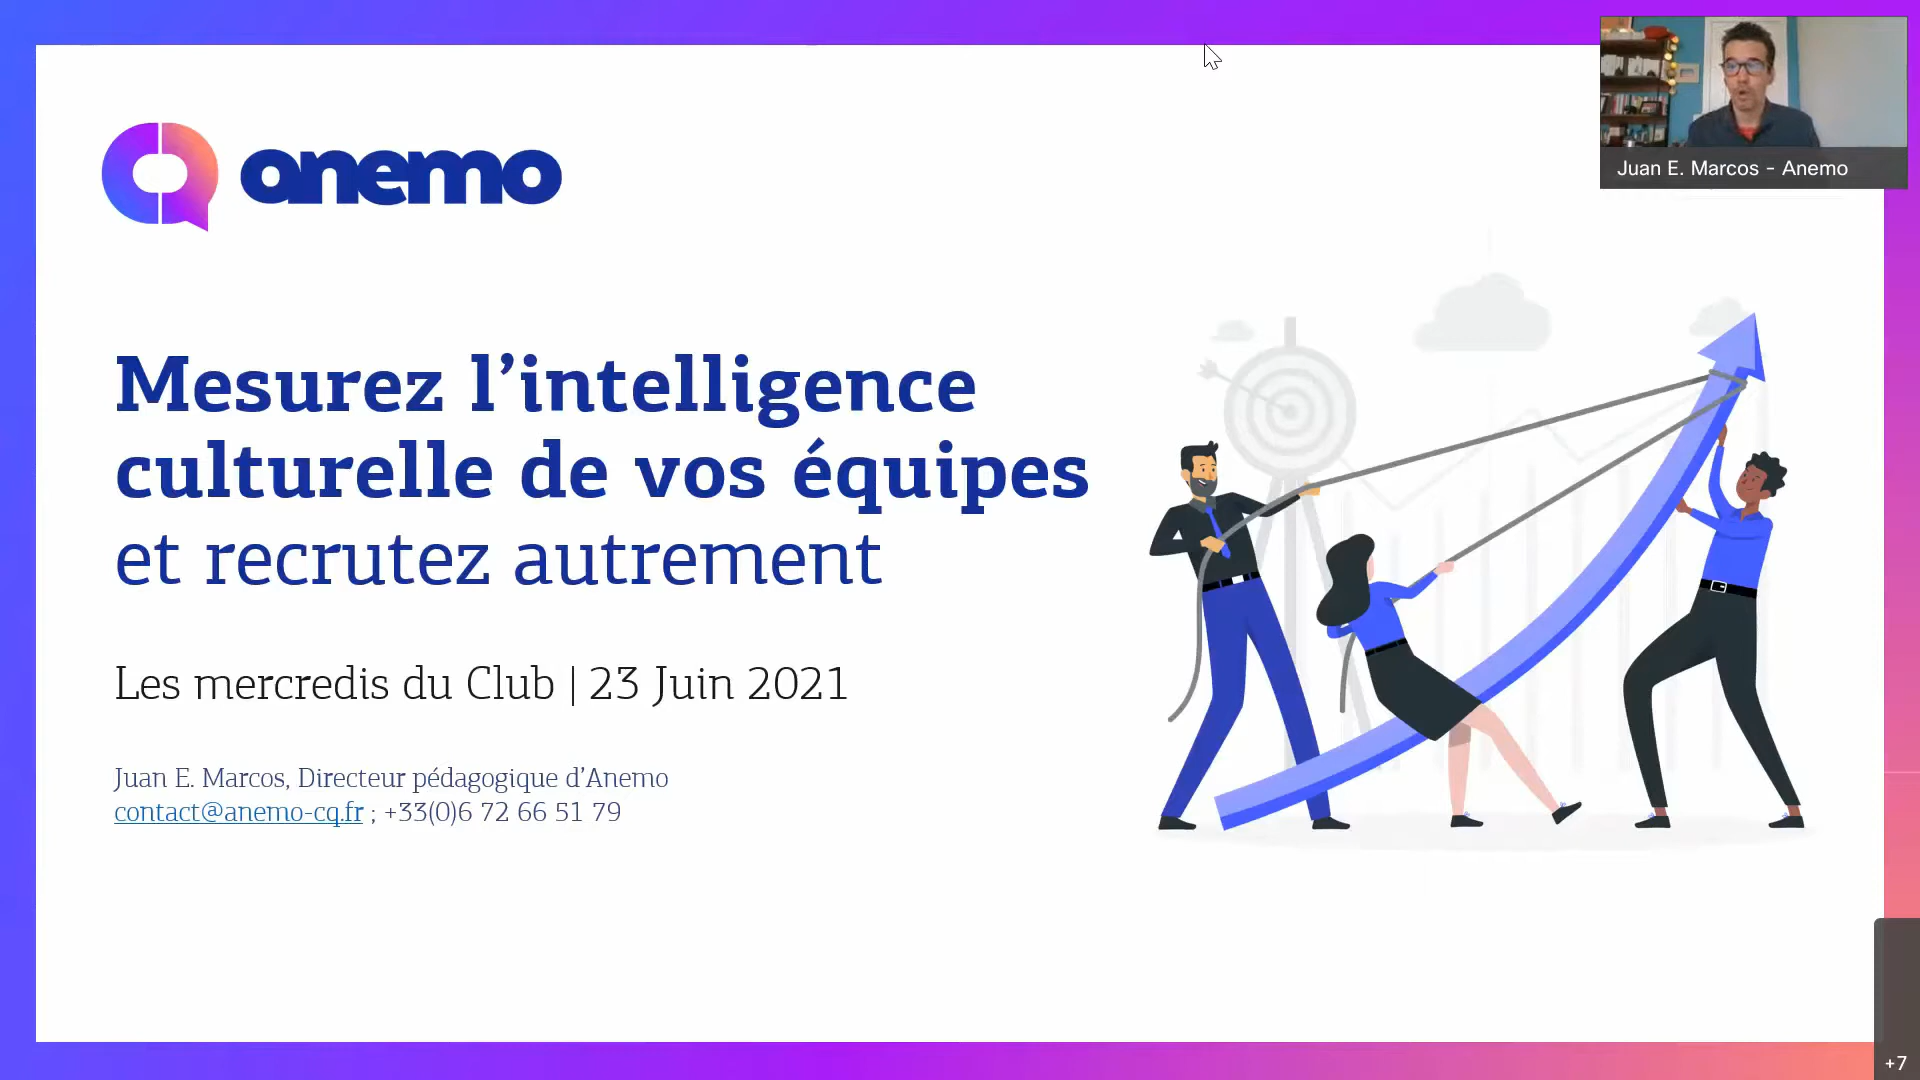 anemo
Juan E. Marcos - Anemo
Mesurez l’intelligence
culturelle de vos équipes
et recrutez autrement
Les mercredis du Club | 23 Juin 2021
Juan E. Marcos, Directeur pédagogique d’Anemo
contact@anemo-cq.fr ; +33(0)6 72 66 51 79
+7